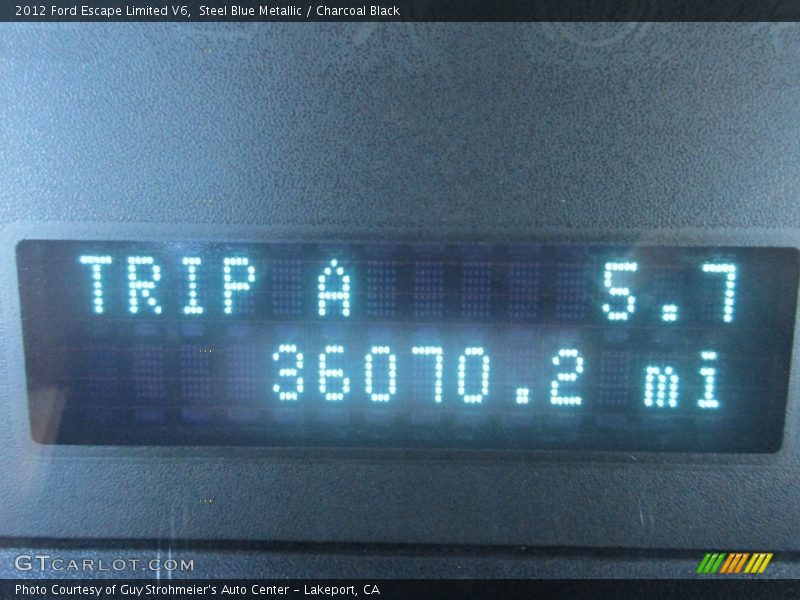 2012 Ford Escape Limited V6,  Steel Blue Metallic / Charcoal Black
TRIP A 5.7
36070.2 mi
GTCARLOT.COM
Photo Courtesy of Guy Strohmeier's Auto Center - Lakeport, CA